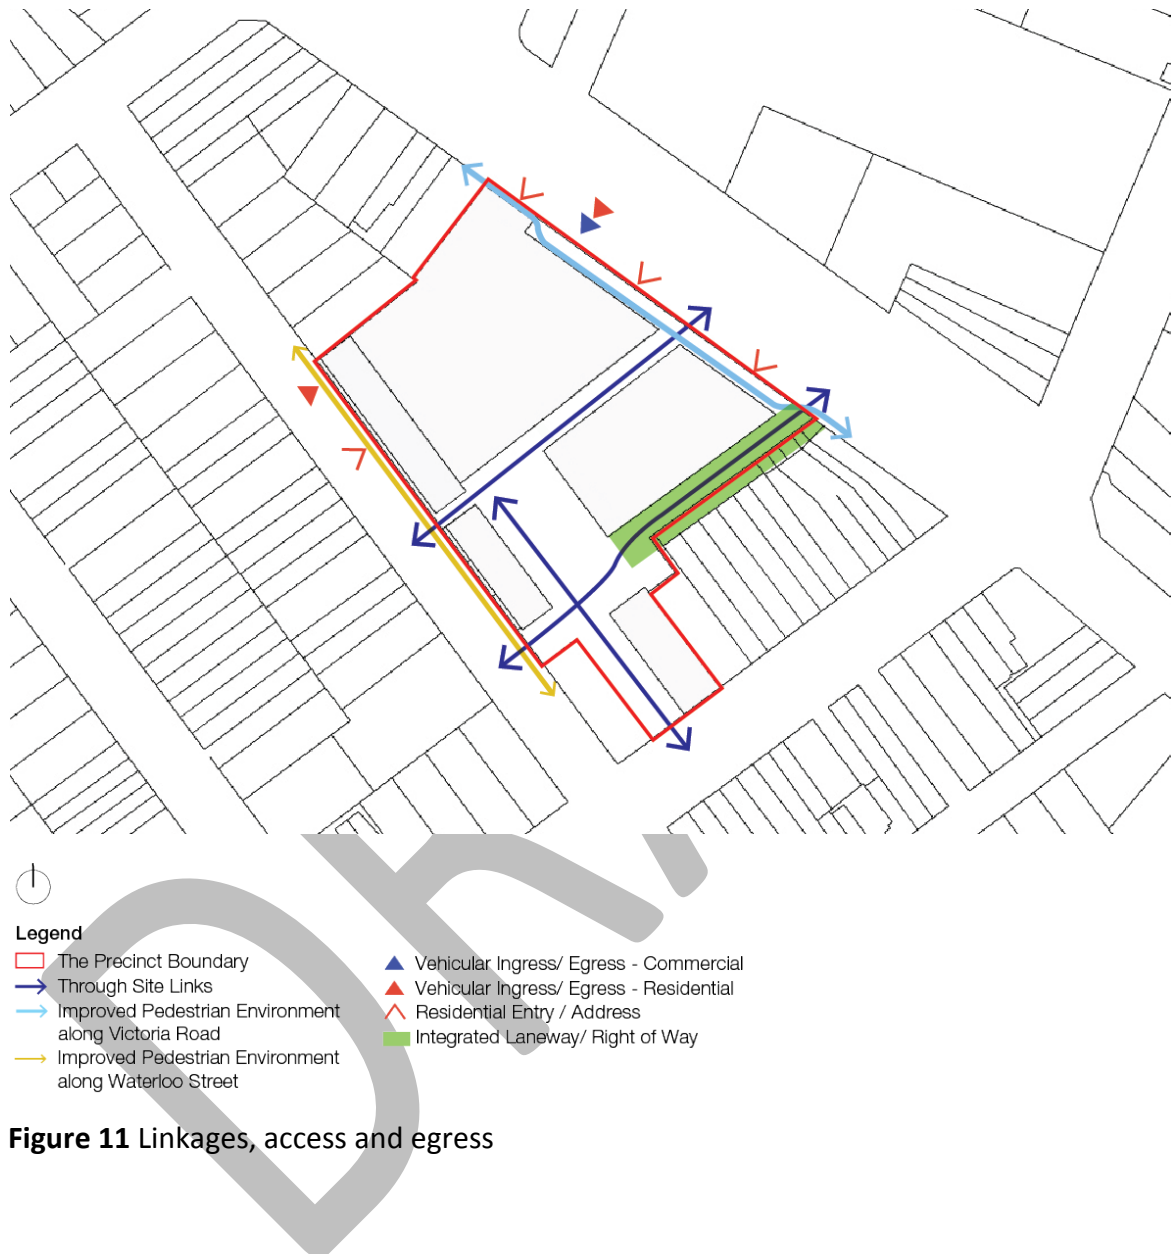 Legend
The Precinct Boundary
Through Site Links
Improved Pedestrian Environment
along Victoria Road
Improved Pedestrian Environment
along Waterloo Street
Vehicular Ingress/ Egress - Commercial
Vehicular Ingress/ Egress - Residential
Residential Entry / Address
Integrated Laneway/ Right of Way
Figure 11 Linkages, access and egress